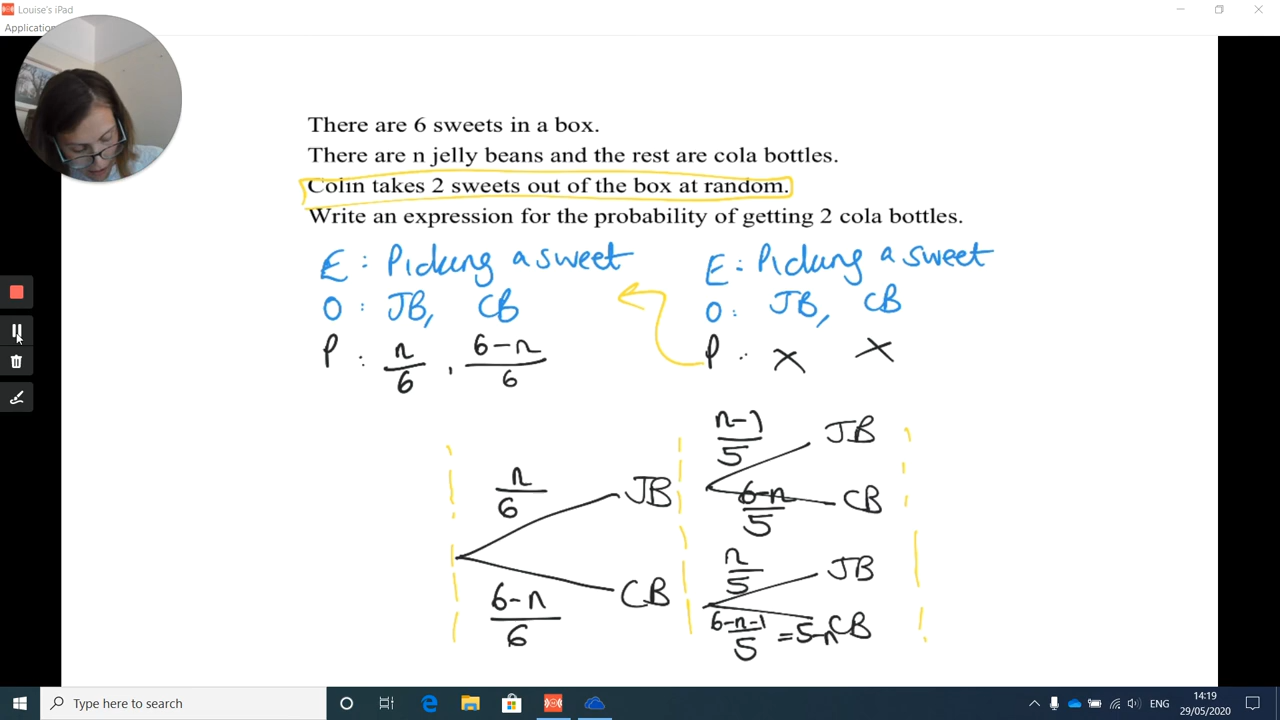 Louise's iPad
Application
There are 6 sweets in a box.
There are n jelly beans and the rest are cola bottles.
Colin takes 2 sweets out of the box at random.
Write an expression for the probability of getting 2 cola bottles.
E : Picking a sweet
O : JB, CB
P : n/6 , 6-n/6
E : Picking a sweet
O : JB, CB
P : × ×
n/6 JB
6-n/6 CB
n-1/5 JB
6-n/5 CB
n/5 JB
6-n-1/5 = 5-n CB
Type here to search
ENG
14:19
29/05/2020